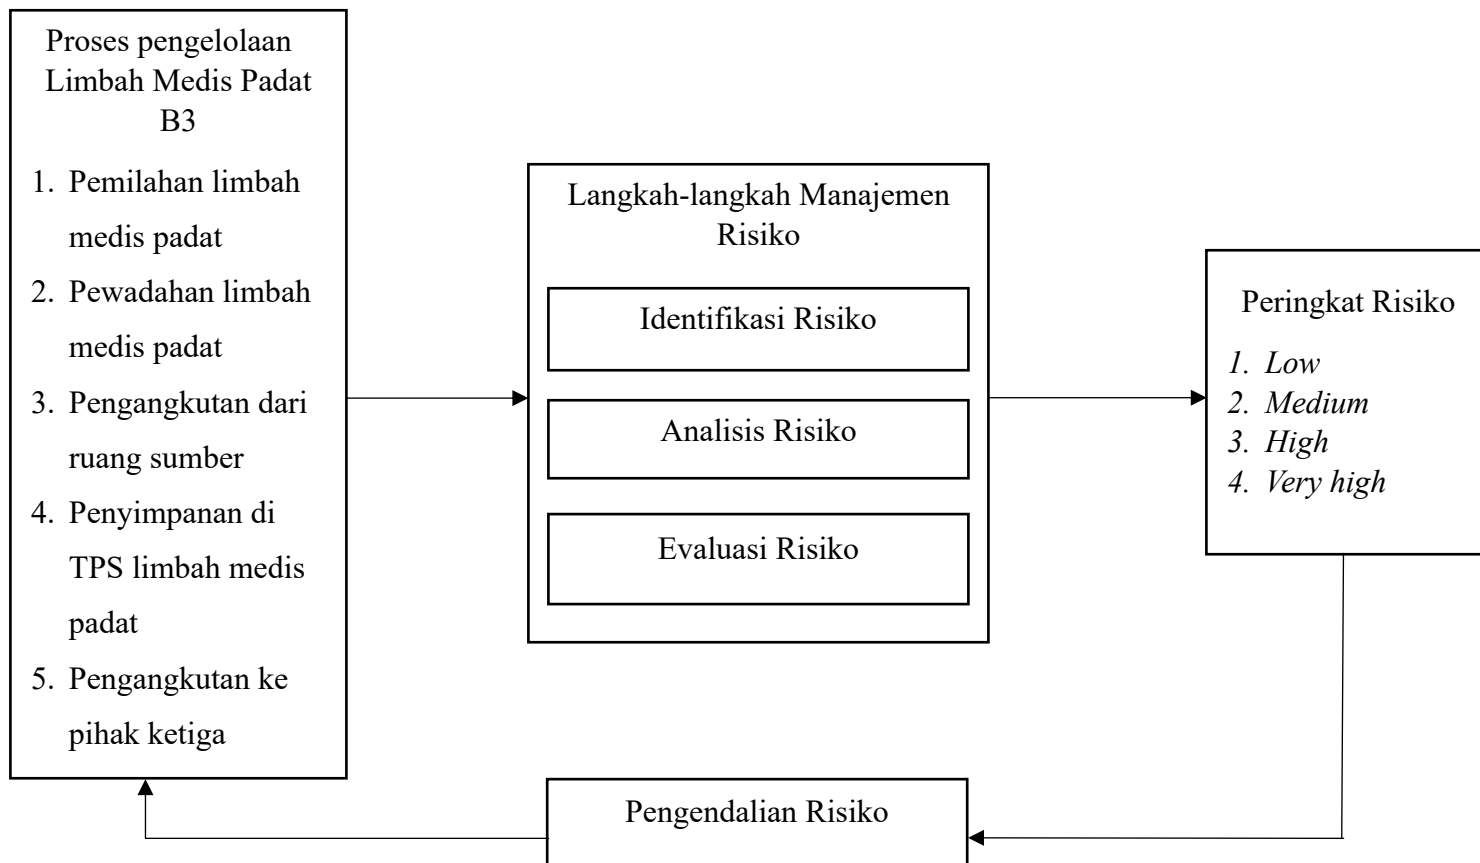 Proses pengelolaan
Limbah Medis Padat
B3
1. Pemilahan limbah
medis padat
2. Pewadahan limbah
medis padat
3. Pengangkutan dari
ruang sumber
4. Penyimpanan di
TPS limbah medis
padat
5. Pengangkutan ke
pihak ketiga
Langkah-langkah Manajemen
Risiko
Identifikasi Risiko
Analisis Risiko
Evaluasi Risiko
Peringkat Risiko
1. Low
2. Medium
3. High
4. Very high
Pengendalian Risiko